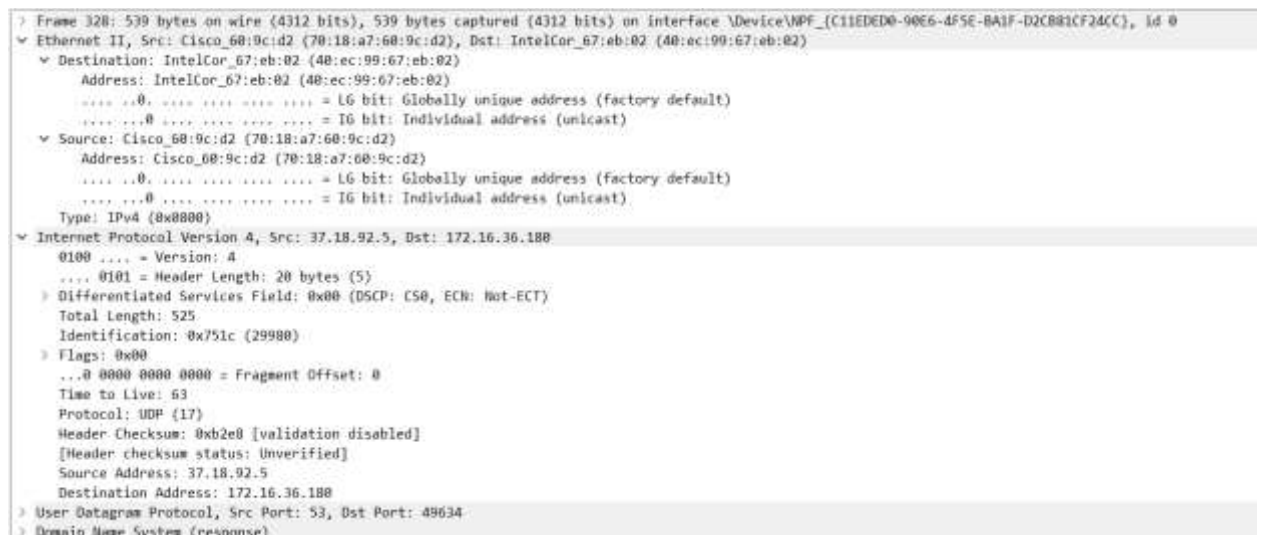 > Frame 328: 539 bytes on wire (4312 bits), 539 bytes captured (4312 bits) on interface \Device\NPF_{C11EDED0-90E6-4F5E-BA1F-D2CB81CF24CC}, id 0
v Ethernet II, Src: Cisco_60:9c:d2 (70:18:a7:60:9c:d2), Dst: IntelCor_67:eb:02 (40:ec:99:67:eb:02)
v Destination: IntelCor_67:eb:02 (40:ec:99:67:eb:02)
Address: IntelCor_67:eb:02 (40:ec:99:67:eb:02)
.... ..0. .... .... .... .... = LG bit: Globally unique address (factory default)
.... ...0 .... .... .... .... = IG bit: Individual address (unicast)
v Source: Cisco_60:9c:d2 (70:18:a7:60:9c:d2)
Address: Cisco_60:9c:d2 (70:18:a7:60:9c:d2)
.... ..0. .... .... .... .... = LG bit: Globally unique address (factory default)
.... ...0 .... .... .... .... = IG bit: Individual address (unicast)
Type: IPv4 (0x0800)
v Internet Protocol Version 4, Src: 37.18.92.5, Dst: 172.16.36.180
0100 .... = Version: 4
.... 0101 = Header Length: 20 bytes (5)
> Differentiated Services Field: 0x00 (DSCP: CS0, ECN: Not-ECT)
Total Length: 525
Identification: 0x751c (29980)
> Flags: 0x00
...0 0000 0000 0000 = Fragment Offset: 0
Time to Live: 63
Protocol: UDP (17)
Header Checksum: 0xb2e8 [validation disabled]
[Header checksum status: Unverified]
Source Address: 37.18.92.5
Destination Address: 172.16.36.180
> User Datagram Protocol, Src Port: 53, Dst Port: 49634
> Domain Name System (response)